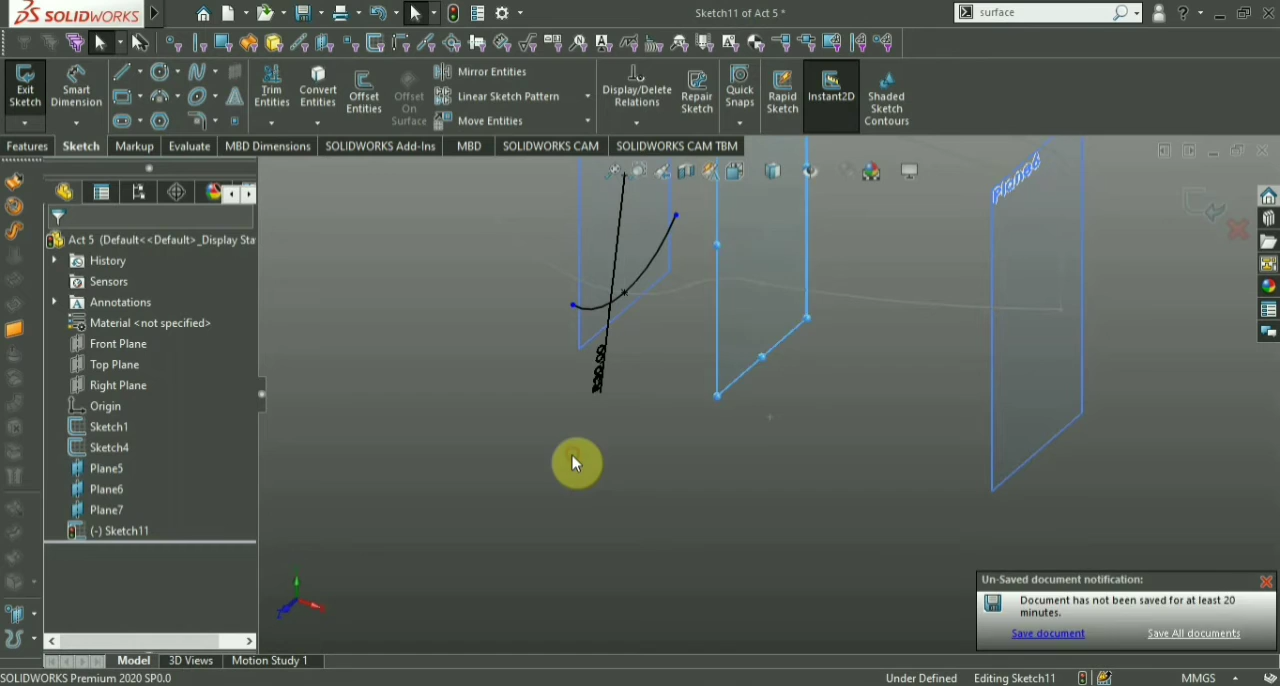 SOLIDWORKS
Sketch11 of Act 5 *
surface
Exit Sketch
Smart Dimension
Trim Entities
Convert Entities
Offset Entities
Offset On Surface
Mirror Entities
Linear Sketch Pattern
Move Entities
Display/Delete Relations
Repair Sketch
Quick Snaps
Rapid Sketch
Instant2D
Shaded Sketch Contours
Features
Sketch
Markup
Evaluate
MBD Dimensions
SOLIDWORKS Add-Ins
MBD
SOLIDWORKS CAM
SOLIDWORKS CAM TBM
Act 5 (Default<<Default>_Display Sta
History
Sensors
Annotations
Material <not specified>
Front Plane
Top Plane
Right Plane
Origin
Sketch1
Sketch4
Plane5
Plane6
Plane7
(-) Sketch11
Un-Saved document notification:
Document has not been saved for at least 20
minutes.
Save document
Save All documents
Model
3D Views
Motion Study 1
SOLIDWORKS Premium 2020 SP0.0
Under Defined
Editing Sketch11
MMGS